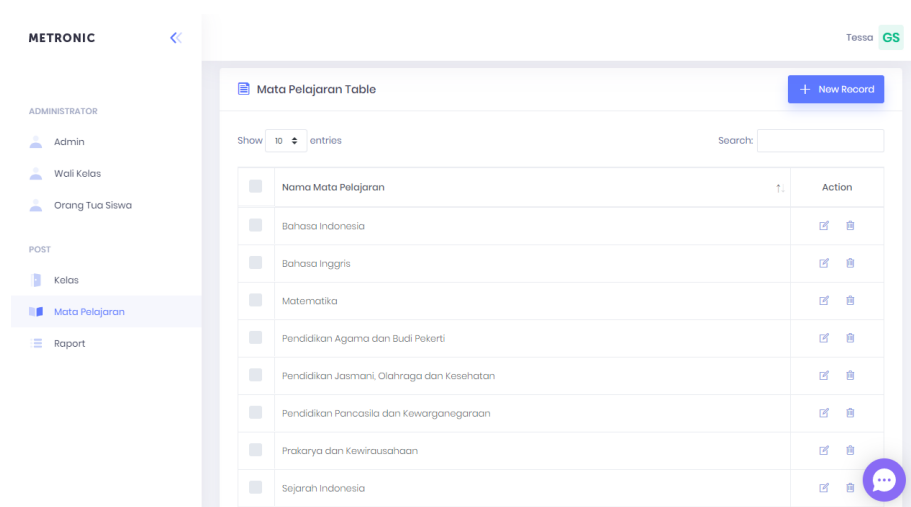 METRONIC
Tessa GS
Mata Pelajaran Table
New Record
ADMINISTRATOR
Admin
Wali Kelas
Orang Tua Siswa
POST
Kelas
Mata Pelajaran
Raport
Show 10 entries
Search:
Nama Mata Pelajaran Action
Bahasa Indonesia
Bahasa Inggris
Matematika
Pendidikan Agama dan Budi Pekerti
Pendidikan Jasmani, Olahraga dan Kesehatan
Pendidikan Pancasila dan Kewarganegaraan
Prakarya dan Kewirausahaan
Sejarah Indonesia